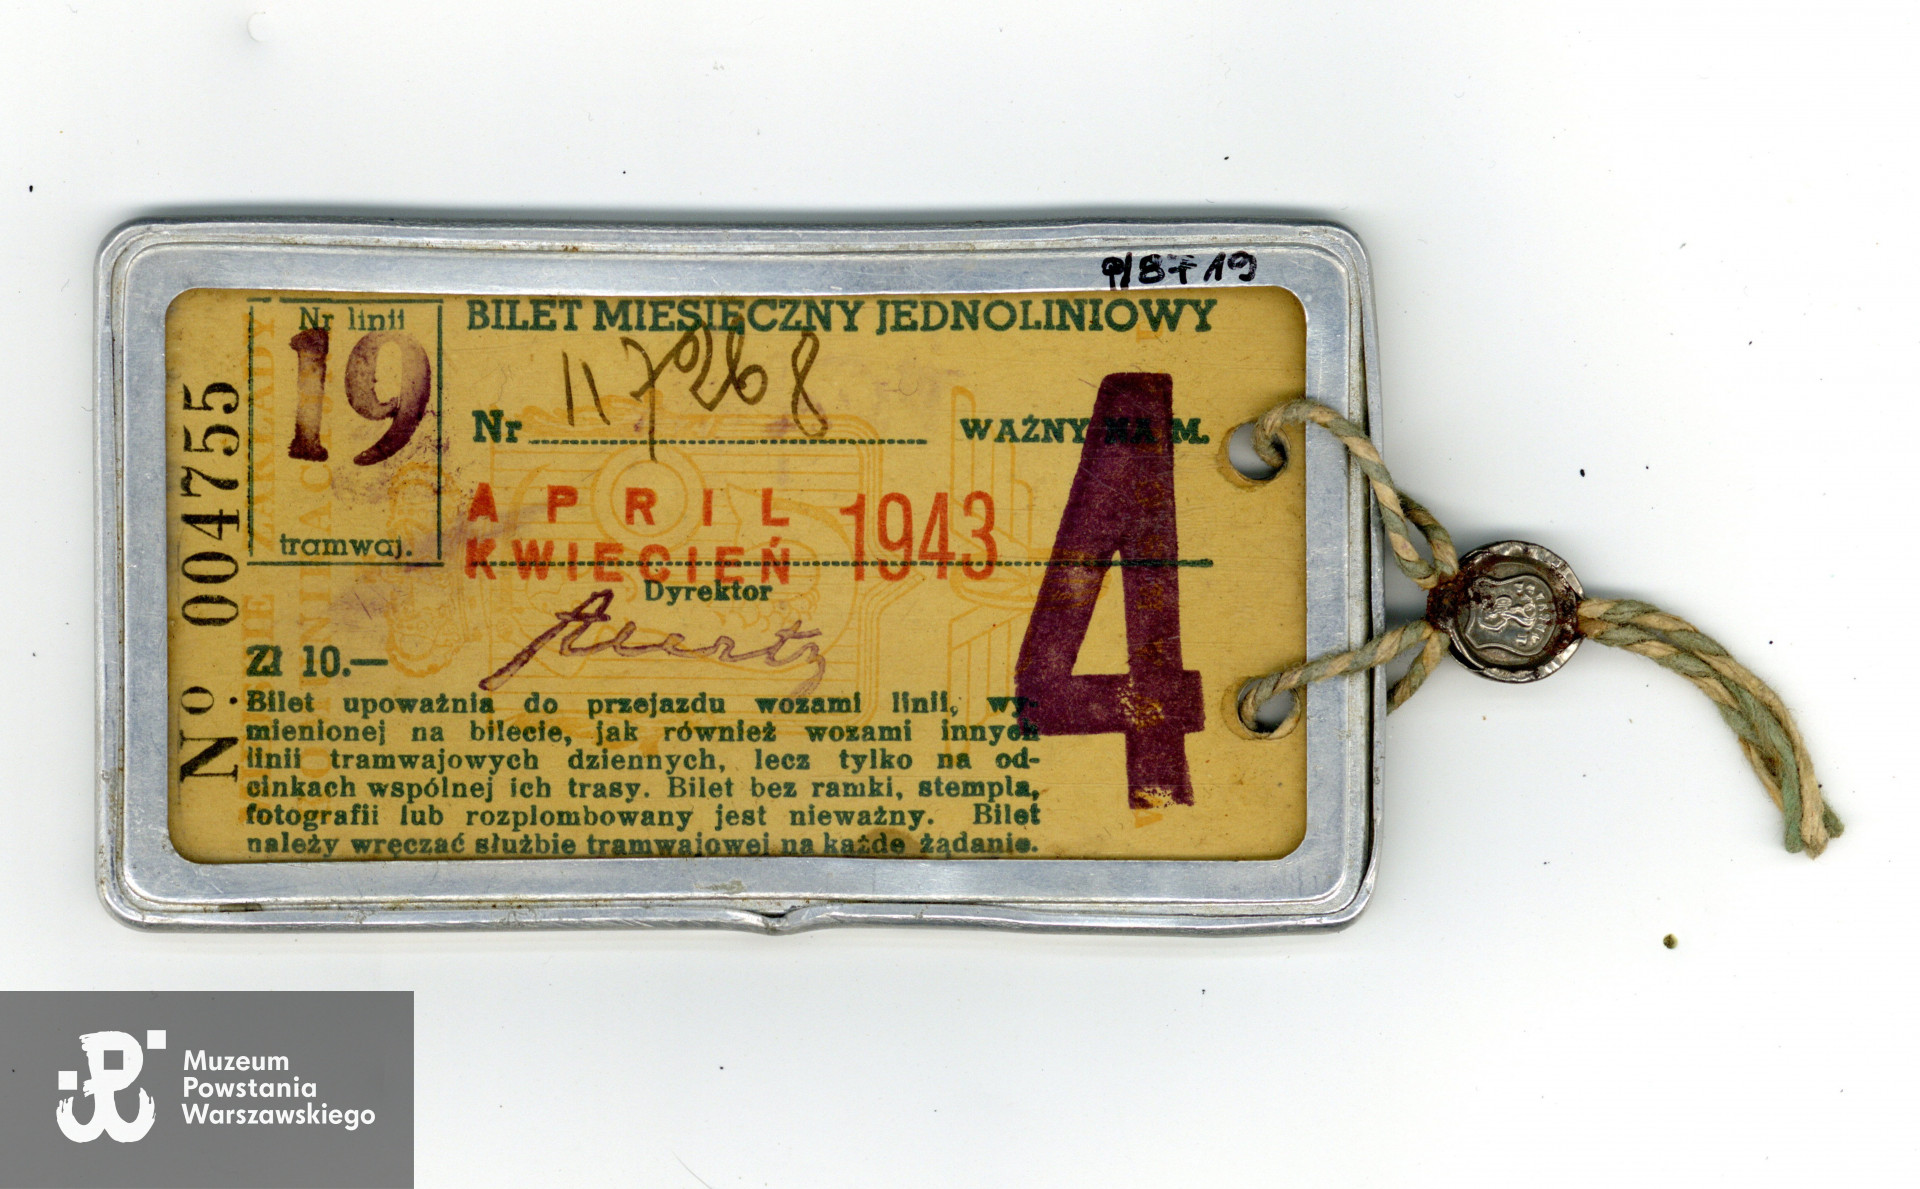 P/8719
Nr linii
19
tramwaj.
No. 004755
BILET MIESIĘCZNY JEDNOLINIOWY
Nr 117268
WAŻNY NA M.
APRIL
KWIECIEŃ 1943
4
Dyrektor
Zł 10.—
Bilet upoważnia do przejazdu wozami linii, wy-
mienionej na bilecie, jak również wozami innych
linii tramwajowych dziennych, lecz tylko na od-
cinkach wspólnej ich trasy. Bilet bez ramki, stempla,
fotografii lub rozplombowany jest nieważny. Bilet
należy wręczać służbie tramwajowej na każde żądanie.
Muzeum
Powstania
Warszawskiego